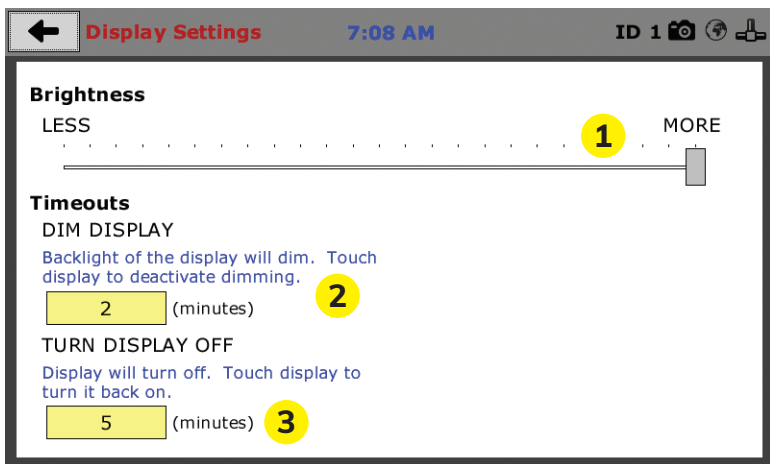 Display Settings 7:08 AM ID 1
Brightness
LESS 1 MORE
Timeouts
DIM DISPLAY
Backlight of the display will dim. Touch
display to deactivate dimming.
2
2 (minutes)
TURN DISPLAY OFF
Display will turn off. Touch display to
turn it back on.
5 (minutes) 3